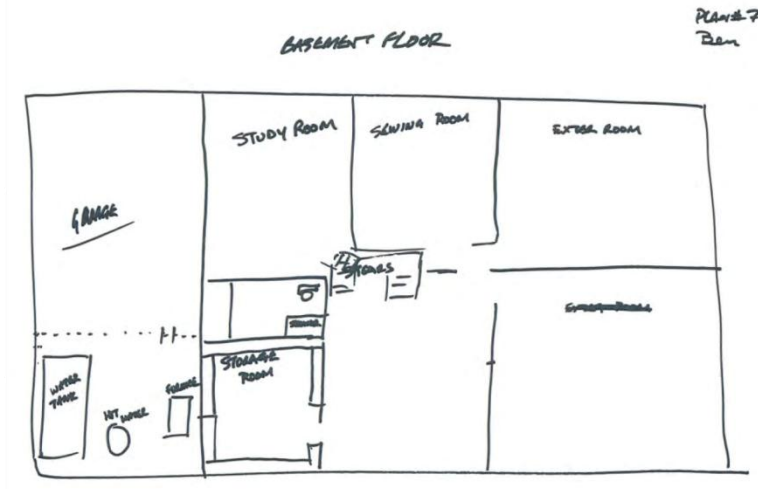 PLAN # 7
Ben
BASEMENT FLOOR
STUDY ROOM
SEWING ROOM
EXTRA ROOM
GARAGE
STAIRS
STORAGE
ROOM
WATER
TANK
HOT WATER
FURNACE